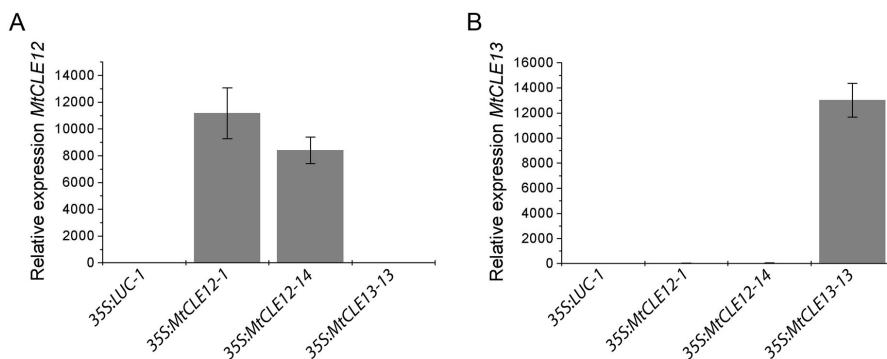 A
Relative expression MtCLE12
14000
12000
10000
8000
6000
4000
2000
0
35S:LUC-1
35S:MtCLE12-1
35S:MtCLE12-14
35S:MtCLE13-13
B
Relative expression MtCLE13
16000
14000
12000
10000
8000
6000
4000
2000
0
35S:LUC-1
35S:MtCLE12-1
35S:MtCLE12-14
35S:MtCLE13-13